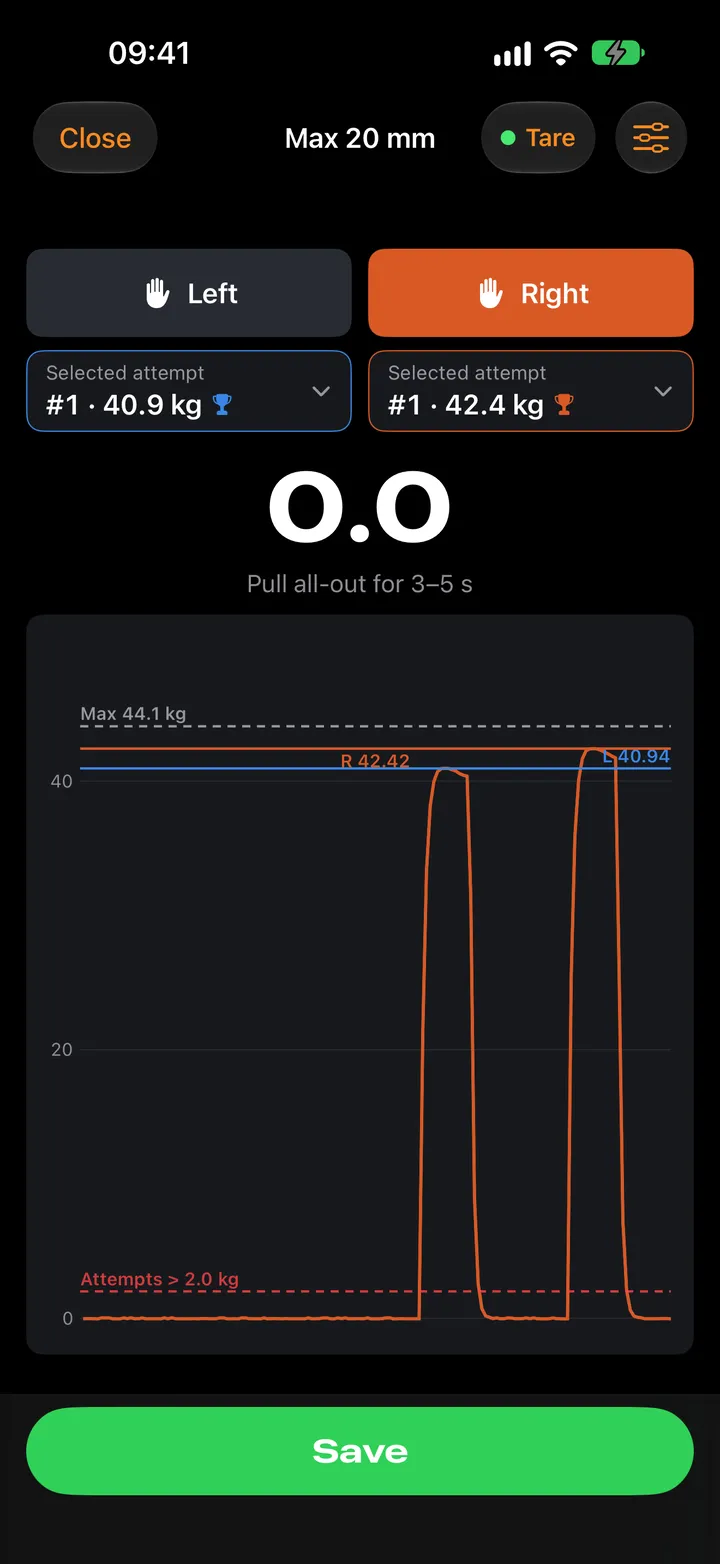 09:41
Close
Max 20 mm
Tare
Left
Right
Selected attempt
#1 · 40.9 kg
Selected attempt
#1 · 42.4 kg
0.0
Pull all-out for 3–5 s
Max 44.1 kg
R 42.42
L 40.94
40
20
Attempts > 2.0 kg
0
Save